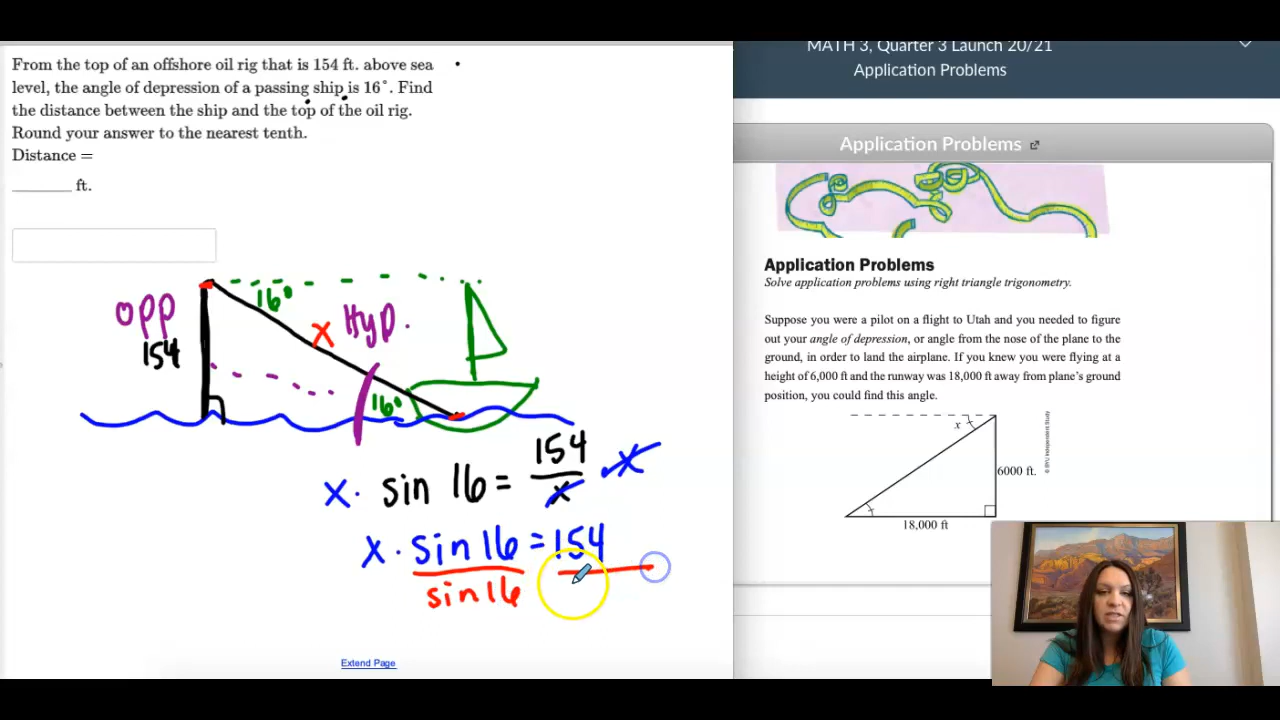 From the top of an offshore oil rig that is 154 ft. above sea
level, the angle of depression of a passing ship is 16°. Find
the distance between the ship and the top of the oil rig.
Round your answer to the nearest tenth.
Distance =
______ ft.
opp
154
16°
x
Hyp.
16°
x · sin 16 = 154/x · x
x · sin 16 = 154
sin 16
Extend Page
MATH 3, Quarter 3 Launch 20/21
Application Problems
Application Problems
Application Problems
Solve application problems using right triangle trigonometry.
Suppose you were a pilot on a flight to Utah and you needed to figure
out your angle of depression, or angle from the nose of the plane to the
ground, in order to land the airplane. If you knew you were flying at a
height of 6,000 ft and the runway was 18,000 ft away from plane's ground
position, you could find this angle.
x
6000 ft.
18,000 ft
© BYU Independent Study